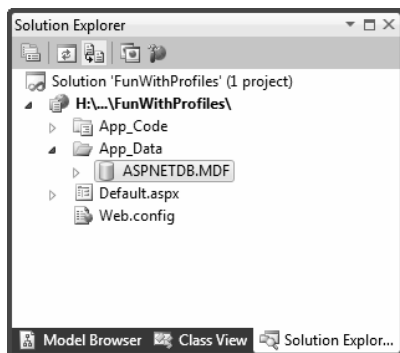 Solution Explorer
Solution 'FunWithProfiles' (1 project)
H:\...\FunWithProfiles\
App_Code
App_Data
ASPNETDB.MDF
Default.aspx
Web.config
Model Browser Class View Solution Explor...